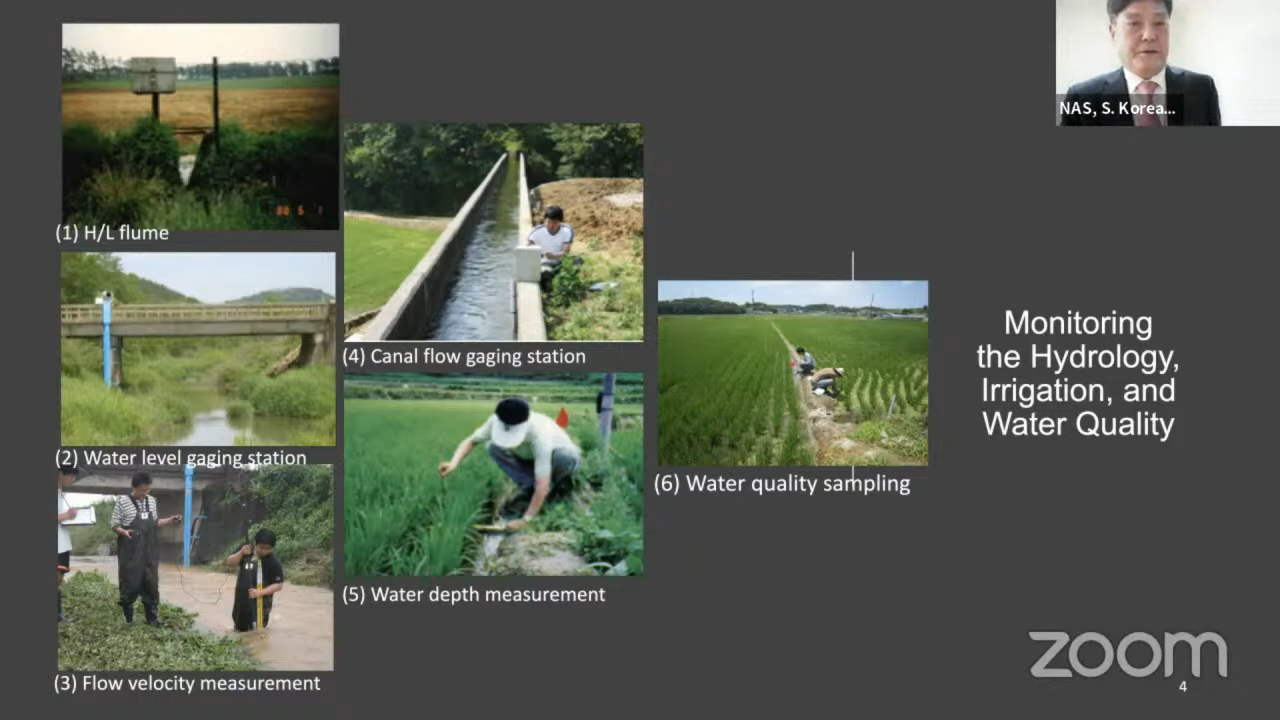 NAS, S. Korea...
(1) H/L flume
(2) Water level gaging station
(3) Flow velocity measurement
(4) Canal flow gaging station
(5) Water depth measurement
(6) Water quality sampling
Monitoring
the Hydrology,
Irrigation, and
Water Quality
zoom
4